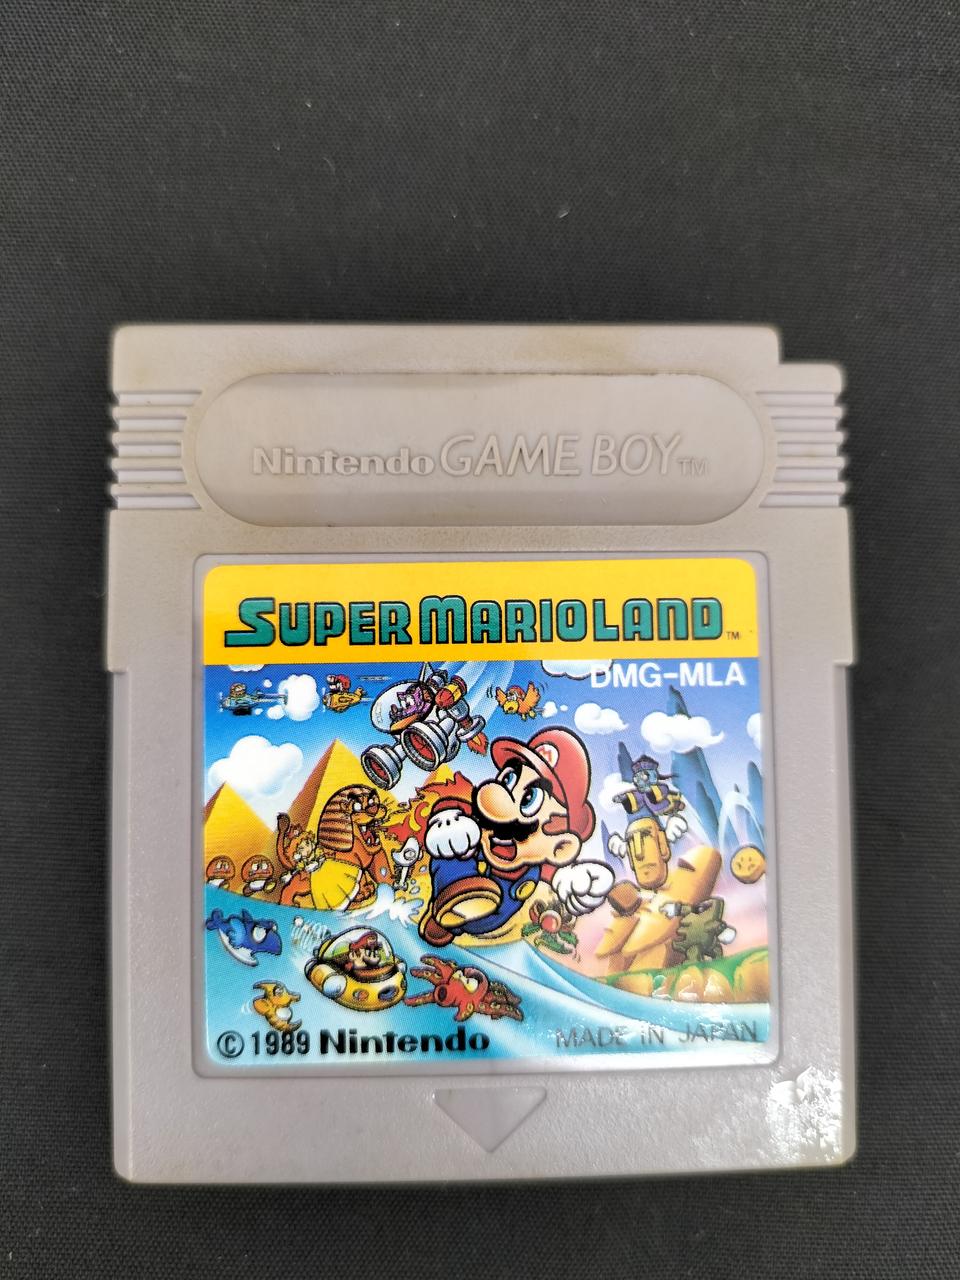 Nintendo GAME BOY TM
SUPER MARIOLAND TM
DMG-MLA
© 1989 Nintendo
MADE IN JAPAN